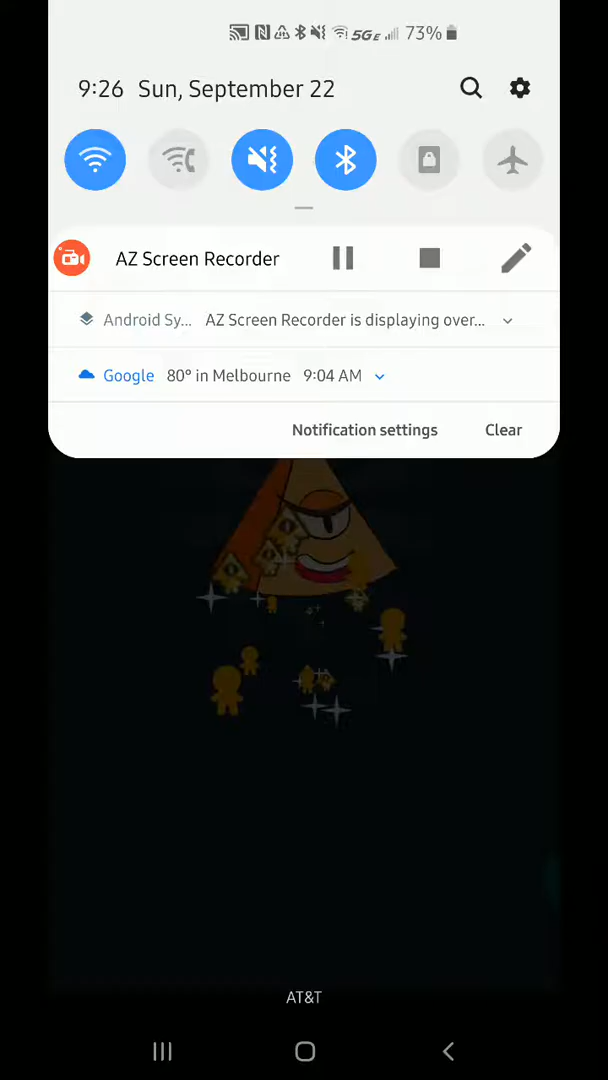 5GE 73%
9:26 Sun, September 22
AZ Screen Recorder
Android Sy... AZ Screen Recorder is displaying over...
Google 80° in Melbourne 9:04 AM
Notification settings Clear
AT&T